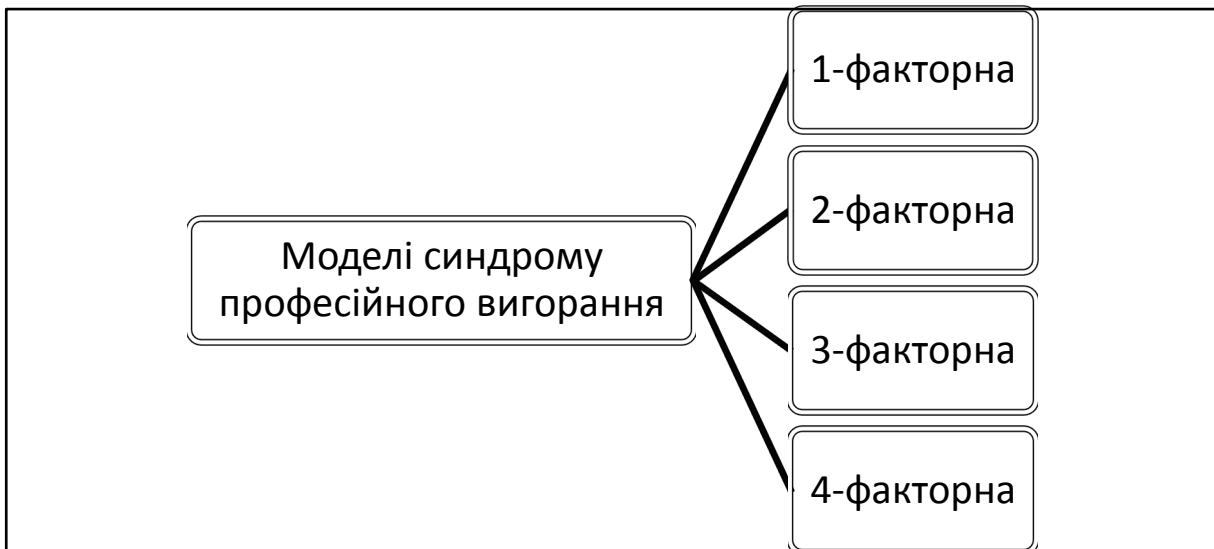 1-факторна
2-факторна
Моделі синдрому
професійного вигорання
3-факторна
4-факторна